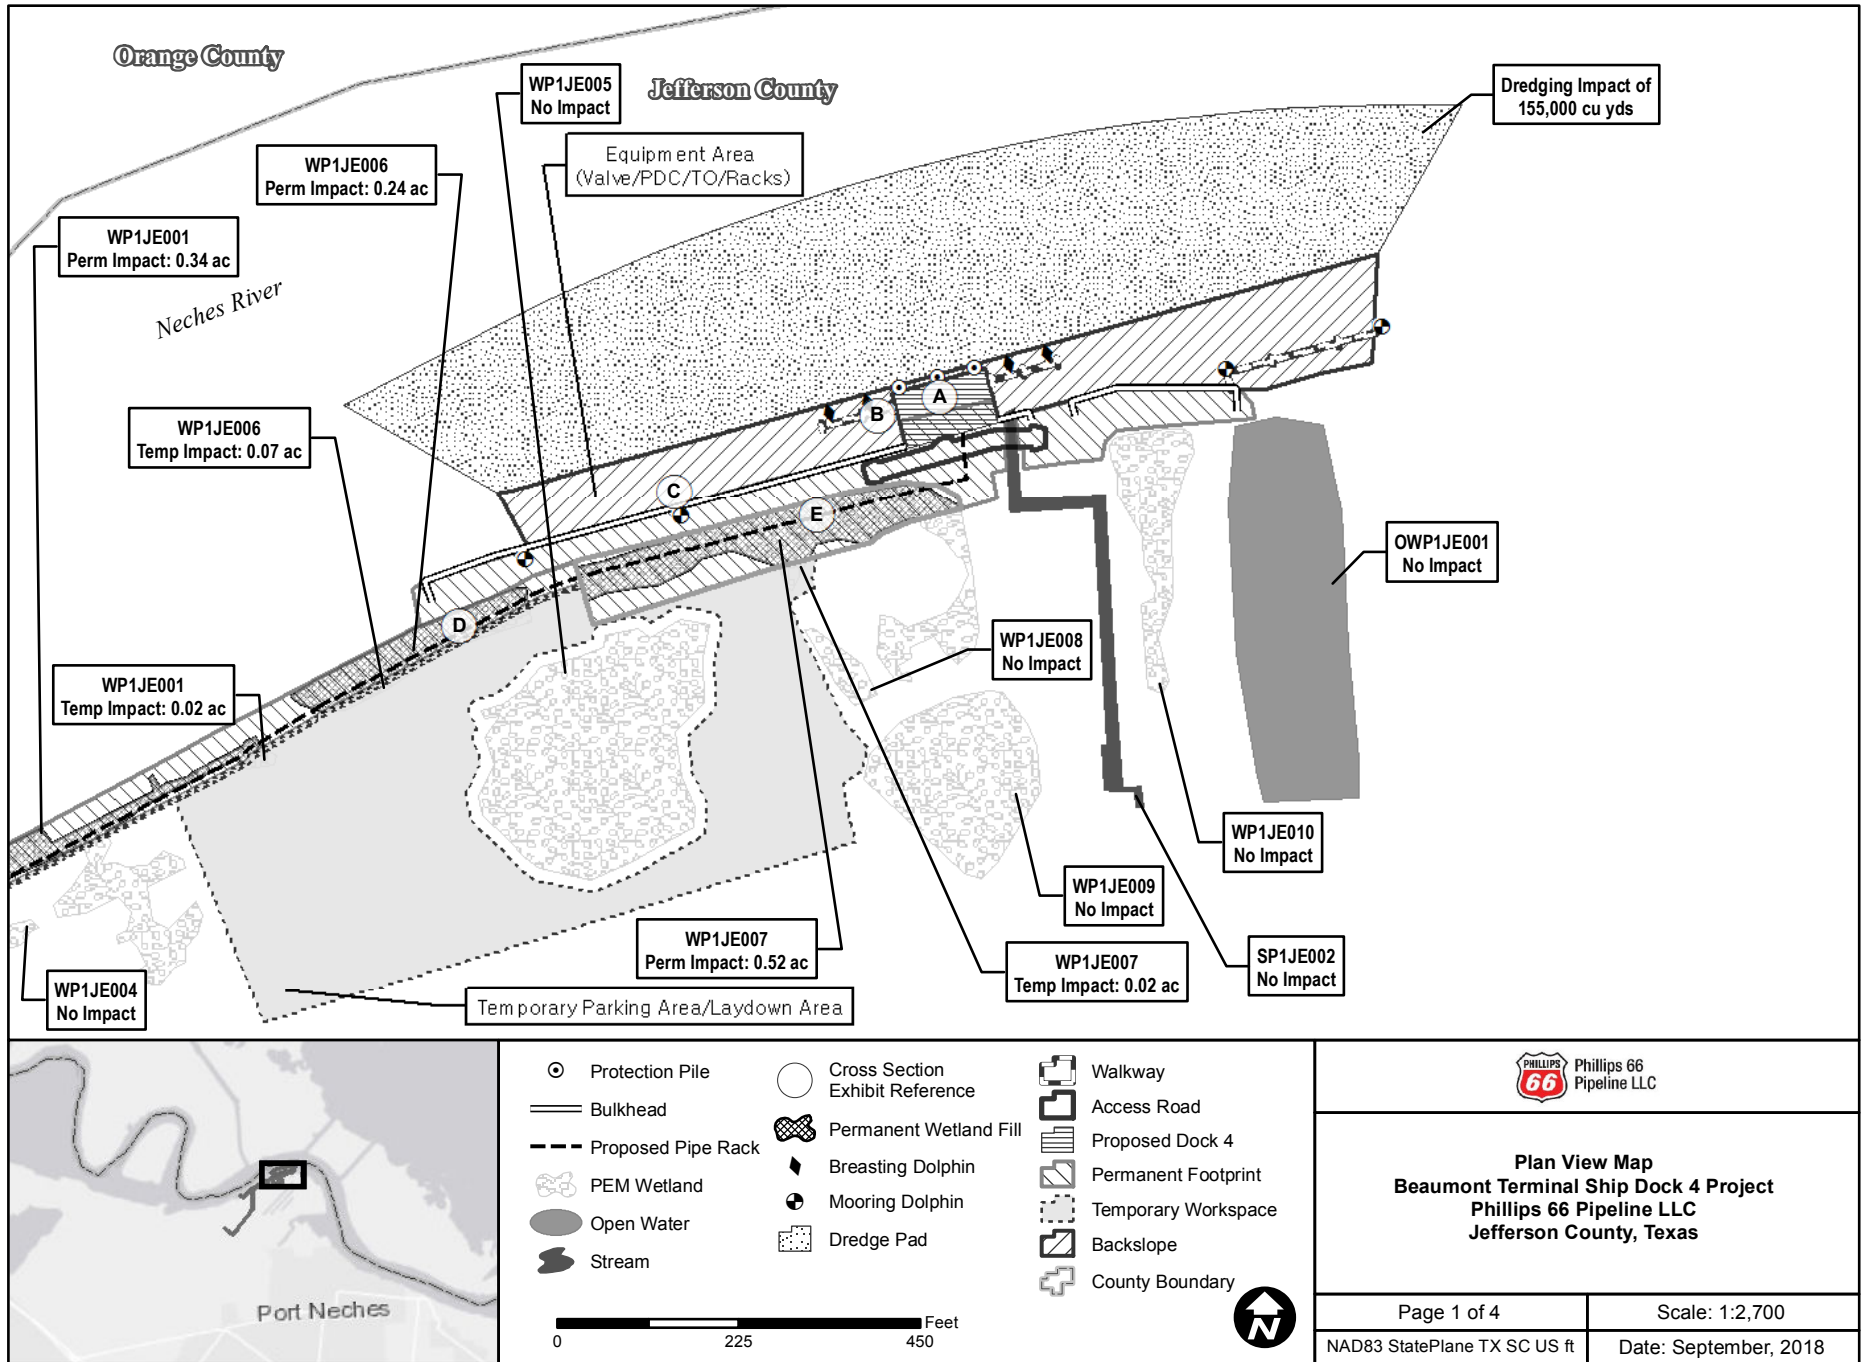 Orange County
Jefferson County
WP1JE005
No Impact
Dredging Impact of
155,000 cu yds
Equipment Area
(Valve/PDC/TO/Racks)
WP1JE006
Perm Impact: 0.24 ac
WP1JE001
Perm Impact: 0.34 ac
Neches River
WP1JE006
Temp Impact: 0.07 ac
A
B
C
E
D
OWP1JE001
No Impact
WP1JE008
No Impact
WP1JE001
Temp Impact: 0.02 ac
WP1JE010
No Impact
WP1JE009
No Impact
WP1JE007
Perm Impact: 0.52 ac
WP1JE007
Temp Impact: 0.02 ac
SP1JE002
No Impact
WP1JE004
No Impact
Temporary Parking Area/Laydown Area
Port Neches
Protection Pile
Bulkhead
Proposed Pipe Rack
PEM Wetland
Open Water
Stream
Cross Section
Exhibit Reference
Permanent Wetland Fill
Breasting Dolphin
Mooring Dolphin
Dredge Pad
Walkway
Access Road
Proposed Dock 4
Permanent Footprint
Temporary Workspace
Backslope
County Boundary
Feet
0 225 450
N
PHILLIPS
66
Phillips 66
Pipeline LLC
Plan View Map
Beaumont Terminal Ship Dock 4 Project
Phillips 66 Pipeline LLC
Jefferson County, Texas
Page 1 of 4
Scale: 1:2,700
NAD83 StatePlane TX SC US ft
Date: September, 2018